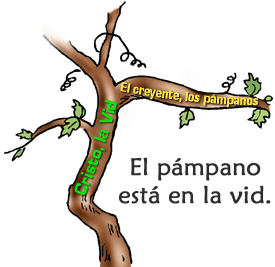 El creyente, los pámpanos
Cristo, la Vid
El pámpano
está en la vid.